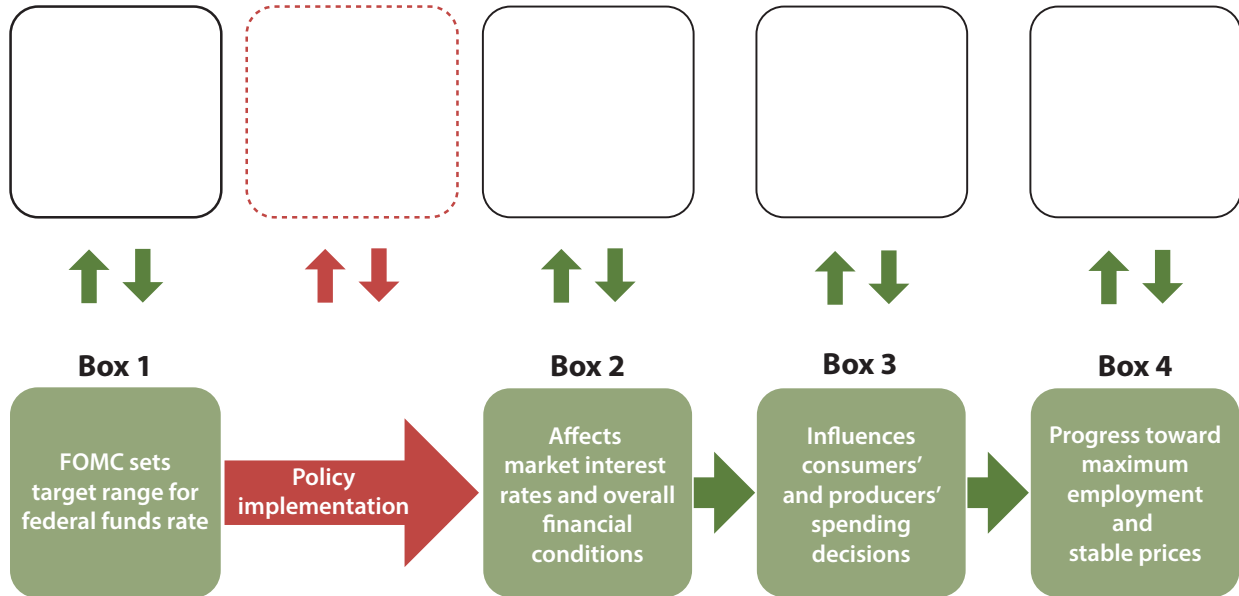 Box 1
Box 2
Box 3
Box 4
FOMC sets
target range for
federal funds rate
Policy
implementation
Affects
market interest
rates and overall
financial
conditions
Influences
consumers’
and producers’
spending
decisions
Progress toward
maximum
employment
and
stable prices